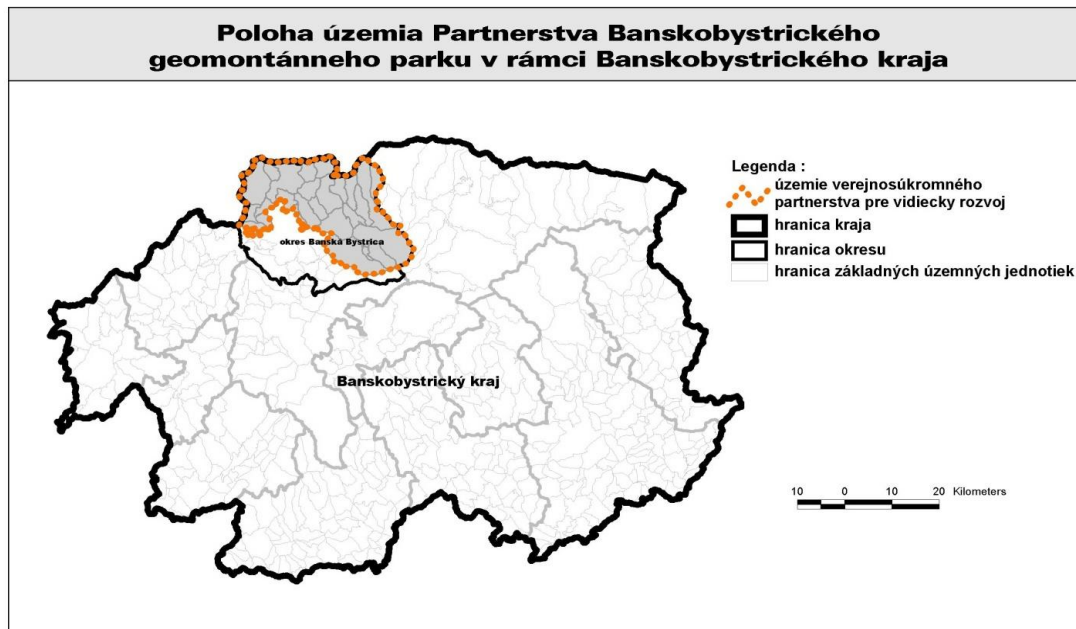 Poloha územia Partnerstva Banskobystrického
geomontánneho parku v rámci Banskobystrického kraja
Legenda :
územie verejnosúkromného
partnerstva pre vidiecky rozvoj
hranica kraja
hranica okresu
hranica základných územných jednotiek
okres Banská Bystrica
Banskobystrický kraj
10 0 10 20 Kilometers